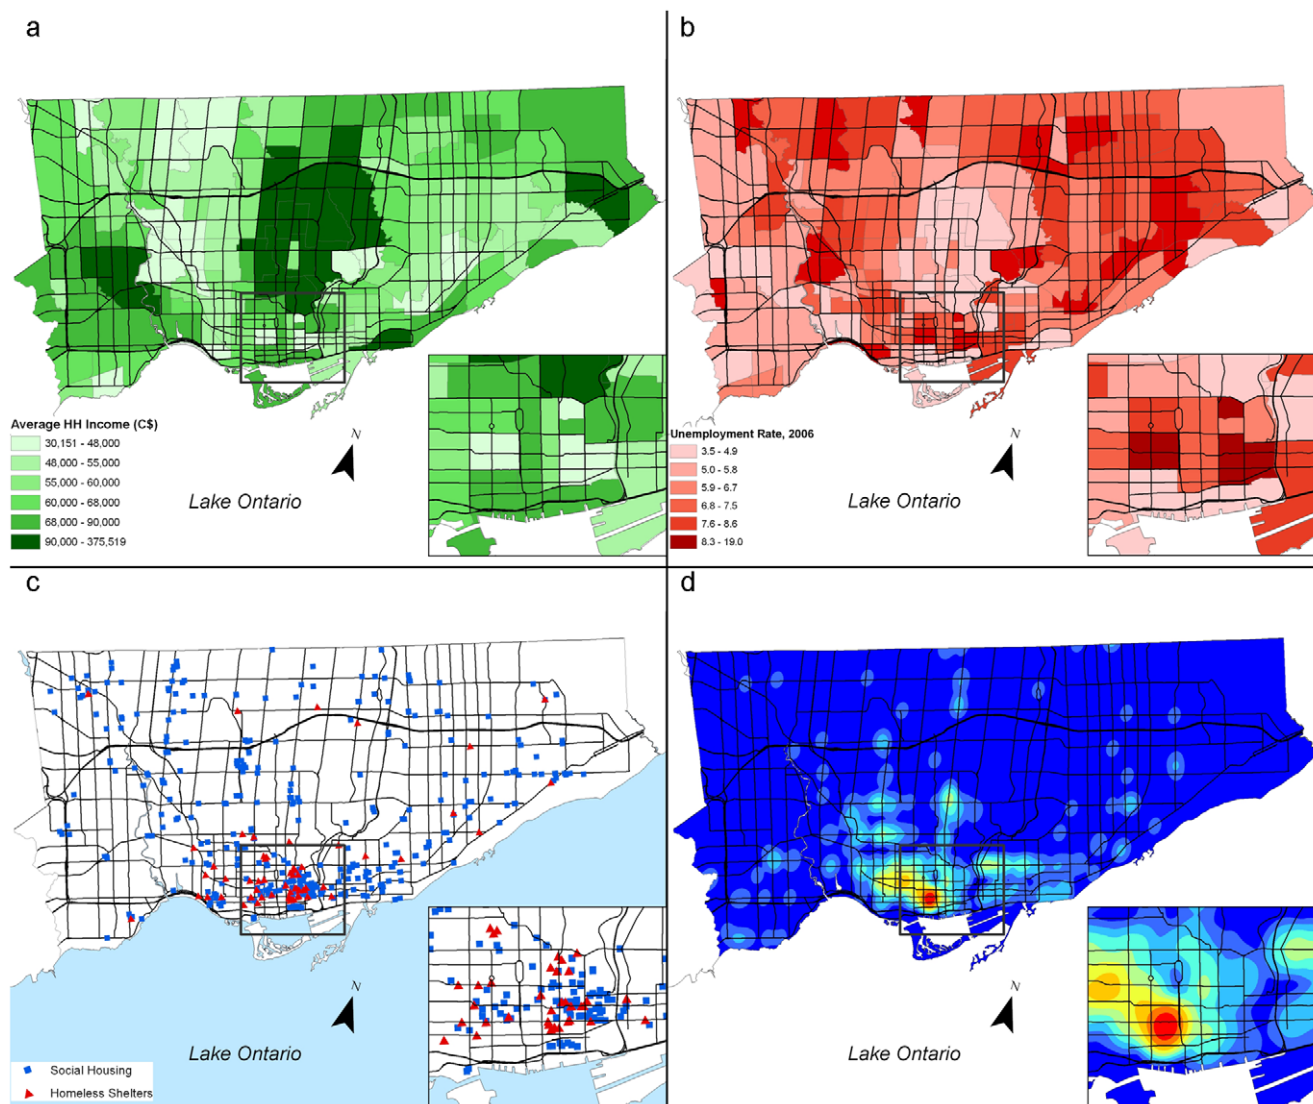 a
b
N
Average HH Income (C$)
30,151 - 48,000
48,000 - 55,000
55,000 - 60,000
60,000 - 68,000
68,000 - 90,000
90,000 - 375,519
Lake Ontario
N
Unemployment Rate, 2006
3.5 - 4.9
5.0 - 5.8
5.9 - 6.7
6.8 - 7.5
7.6 - 8.6
8.3 - 19.0
Lake Ontario
c
d
N
Lake Ontario
Social Housing
Homeless Shelters
N
Lake Ontario